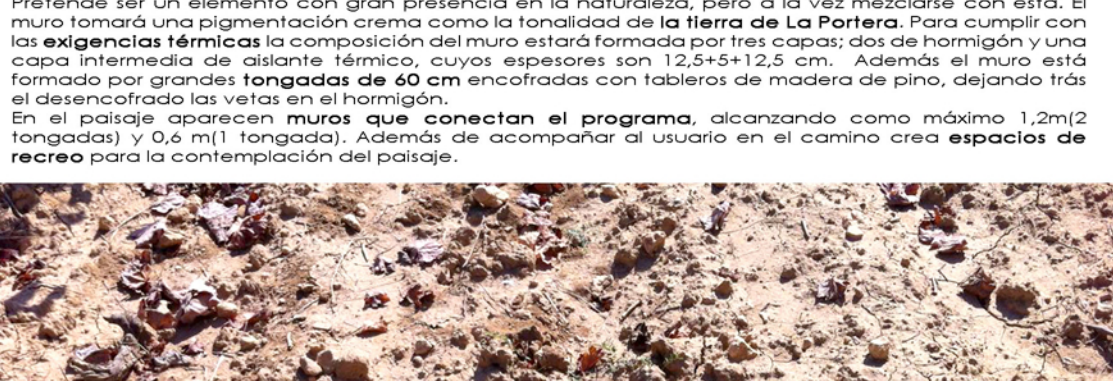 Pretende ser un elemento con gran presencia en la naturaleza, pero a la vez mezclarse con esta. El
muro tomará una pigmentación crema como la tonalidad de la tierra de La Portera. Para cumplir con
las exigencias térmicas la composición del muro estará formada por tres capas; dos de hormigón y una
capa intermedia de aislante térmico, cuyos espesores son 12,5+5+12,5 cm. Además el muro está
formado por grandes tongadas de 60 cm encofradas con tableros de madera de pino, dejando trás
el desencofrado las vetas en el hormigón.
En el paisaje aparecen muros que conectan el programa, alcanzando como máximo 1,2m(2
tongadas) y 0,6 m(1 tongada). Además de acompañar al usuario en el camino crea espacios de
recreo para la contemplación del paisaje.